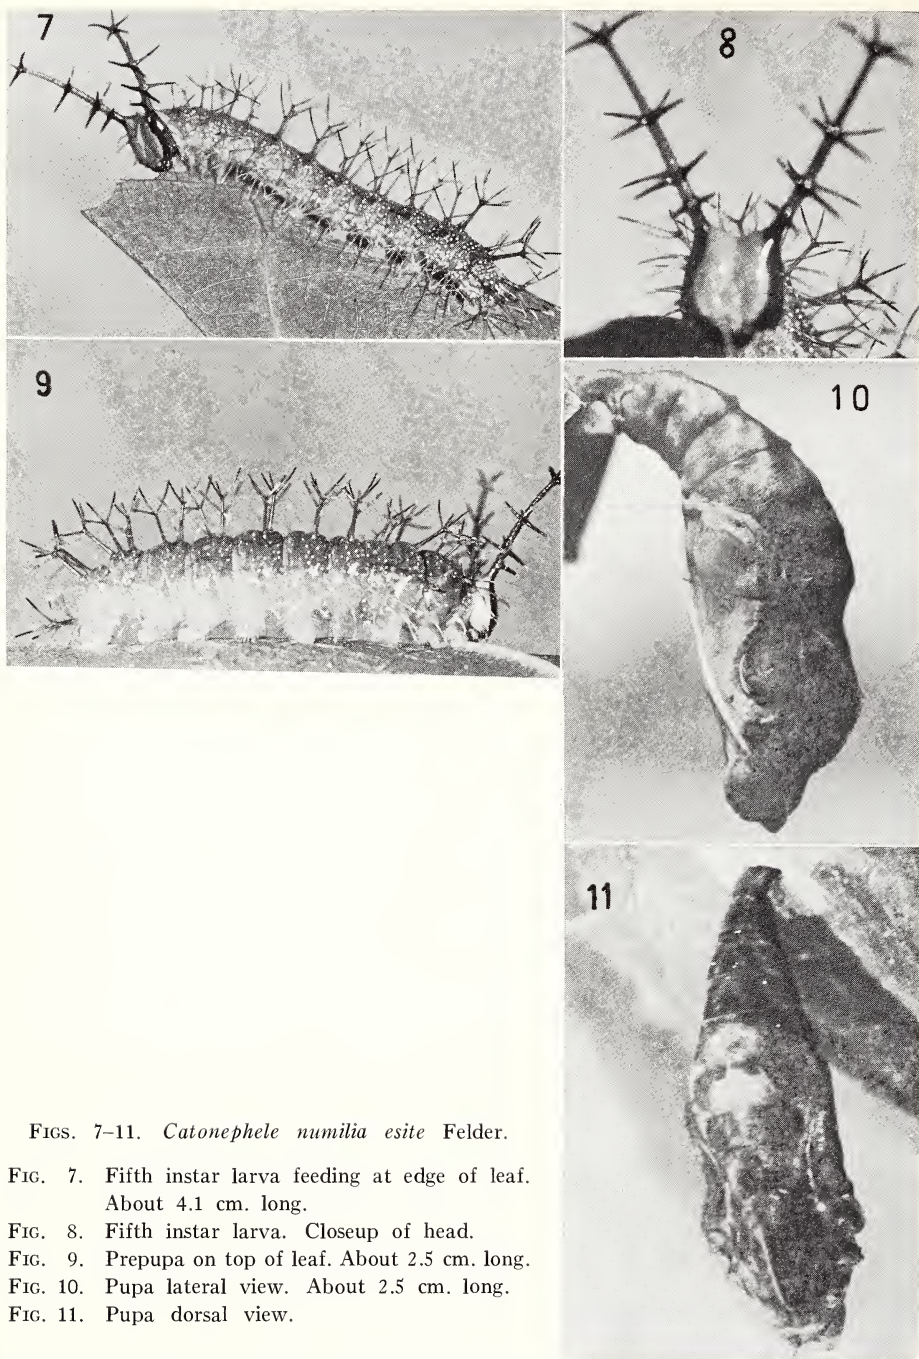 7
8
9
10
11
FIGS. 7–11. Catonephele numilia esite Felder.
FIG. 7. Fifth instar larva feeding at edge of leaf.
About 4.1 cm. long.
FIG. 8. Fifth instar larva. Closeup of head.
FIG. 9. Prepupa on top of leaf. About 2.5 cm. long.
FIG. 10. Pupa lateral view. About 2.5 cm. long.
FIG. 11. Pupa dorsal view.